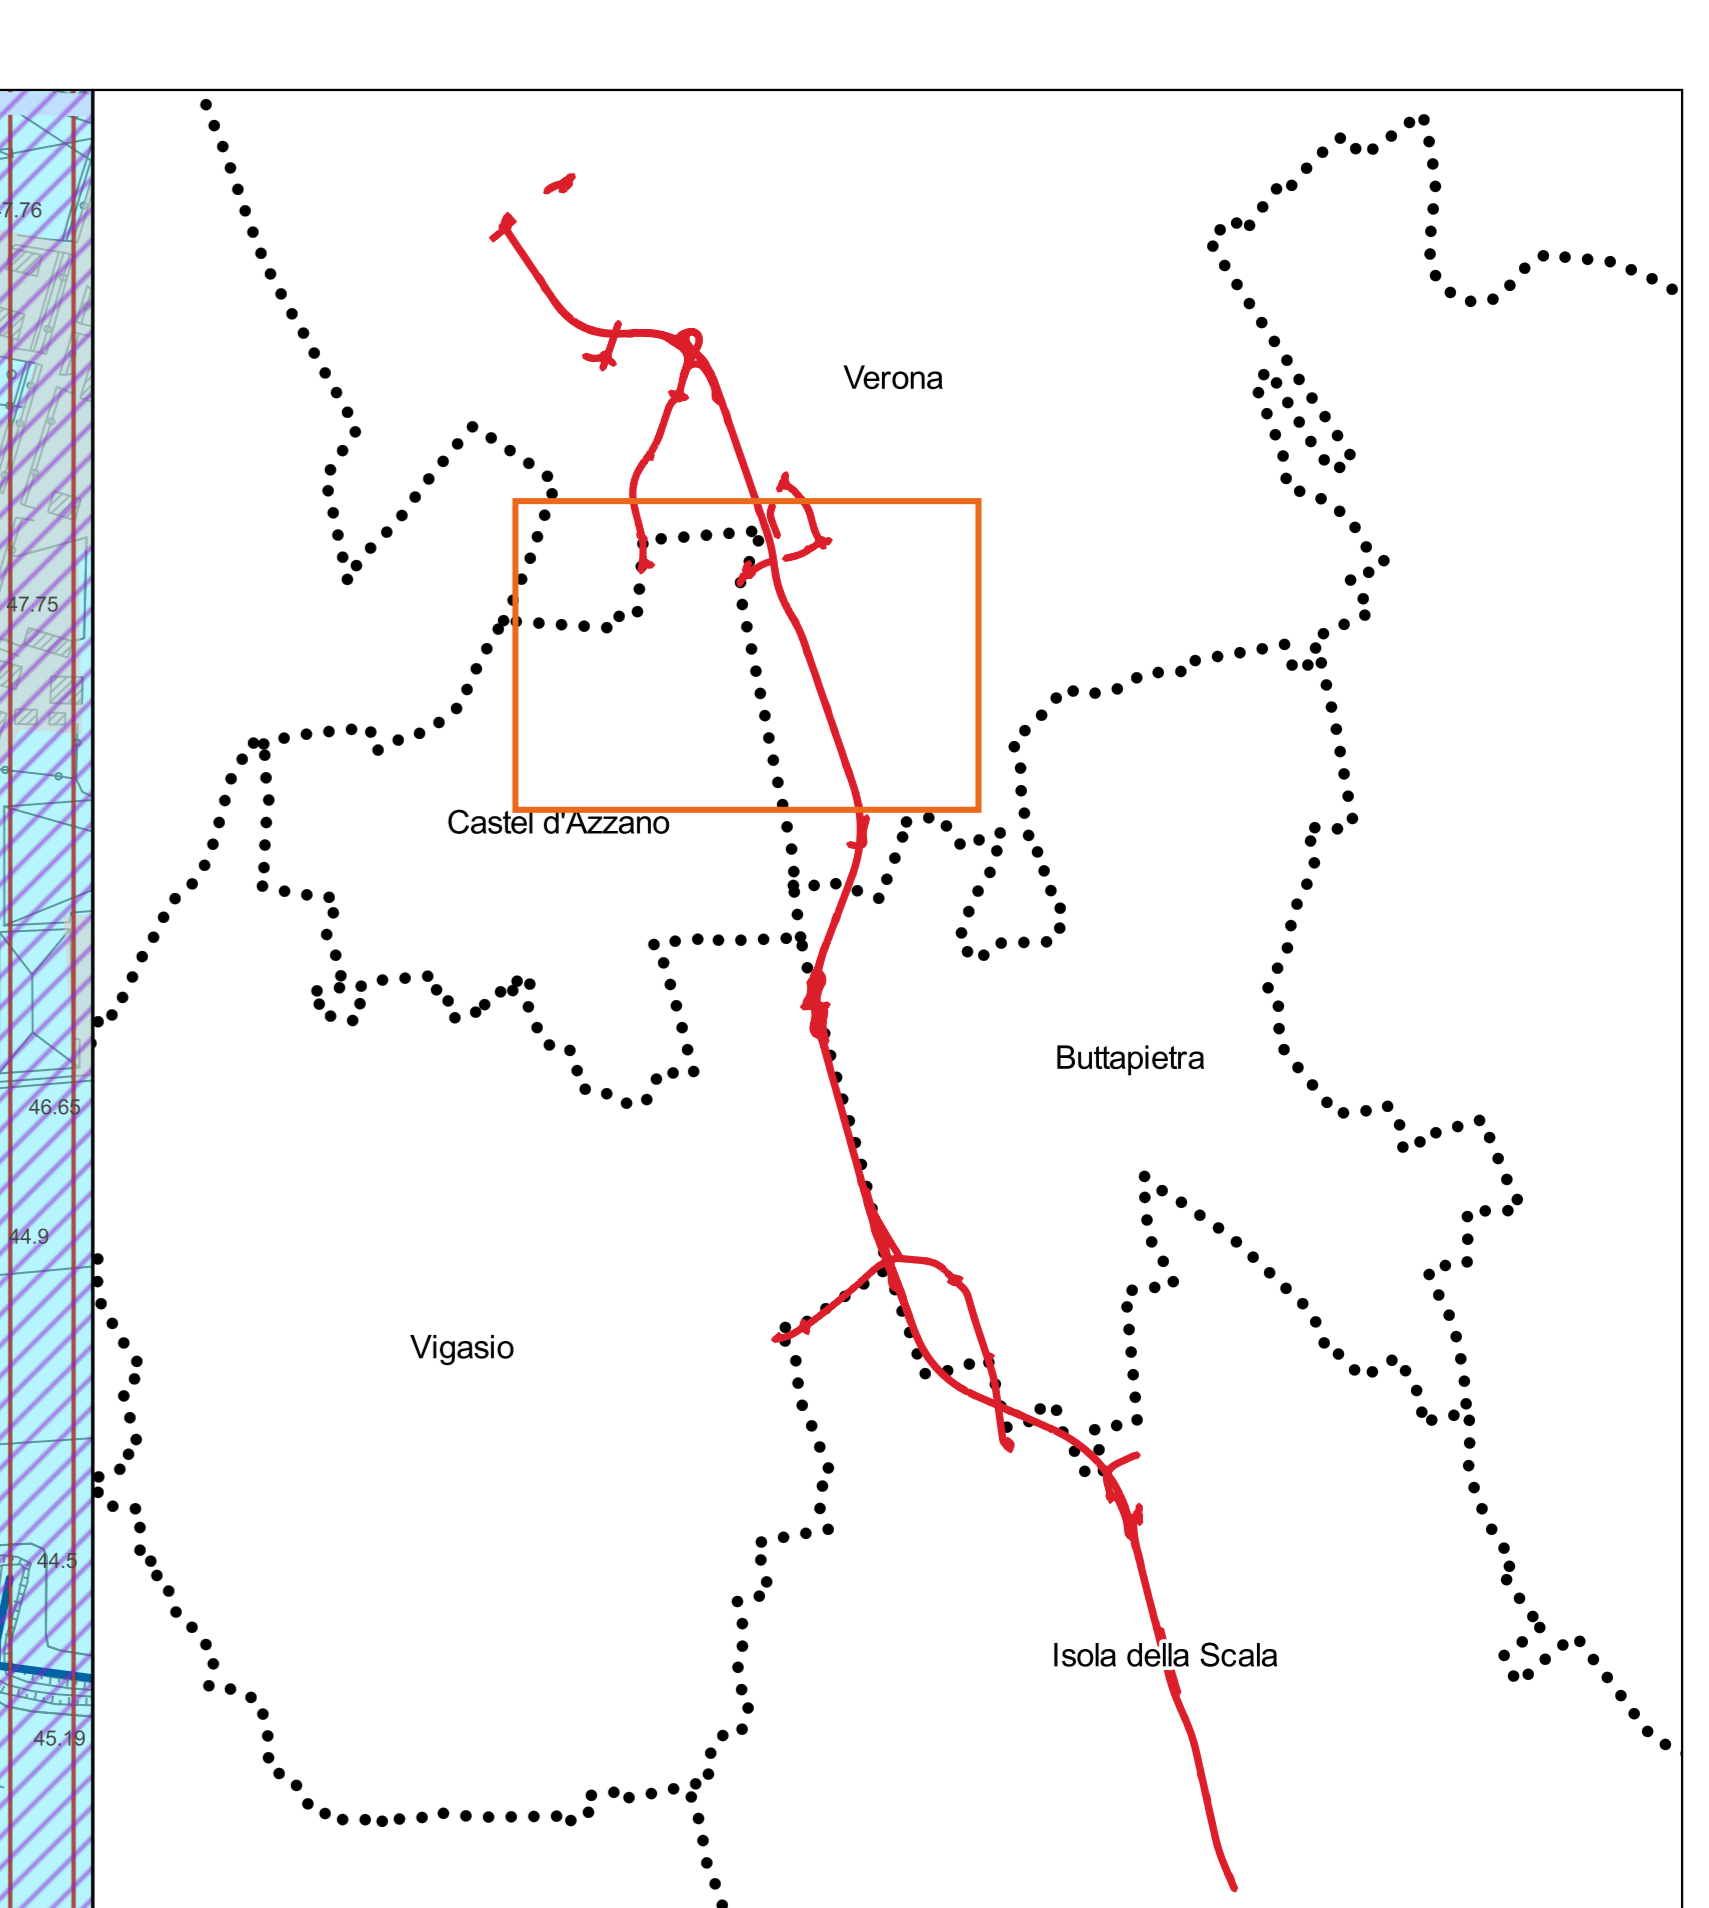 7.76
Verona
47.75
Castel d'Azzano
Buttapietra
46.65
44.9
Vigasio
44.5
Isola della Scala
45.19